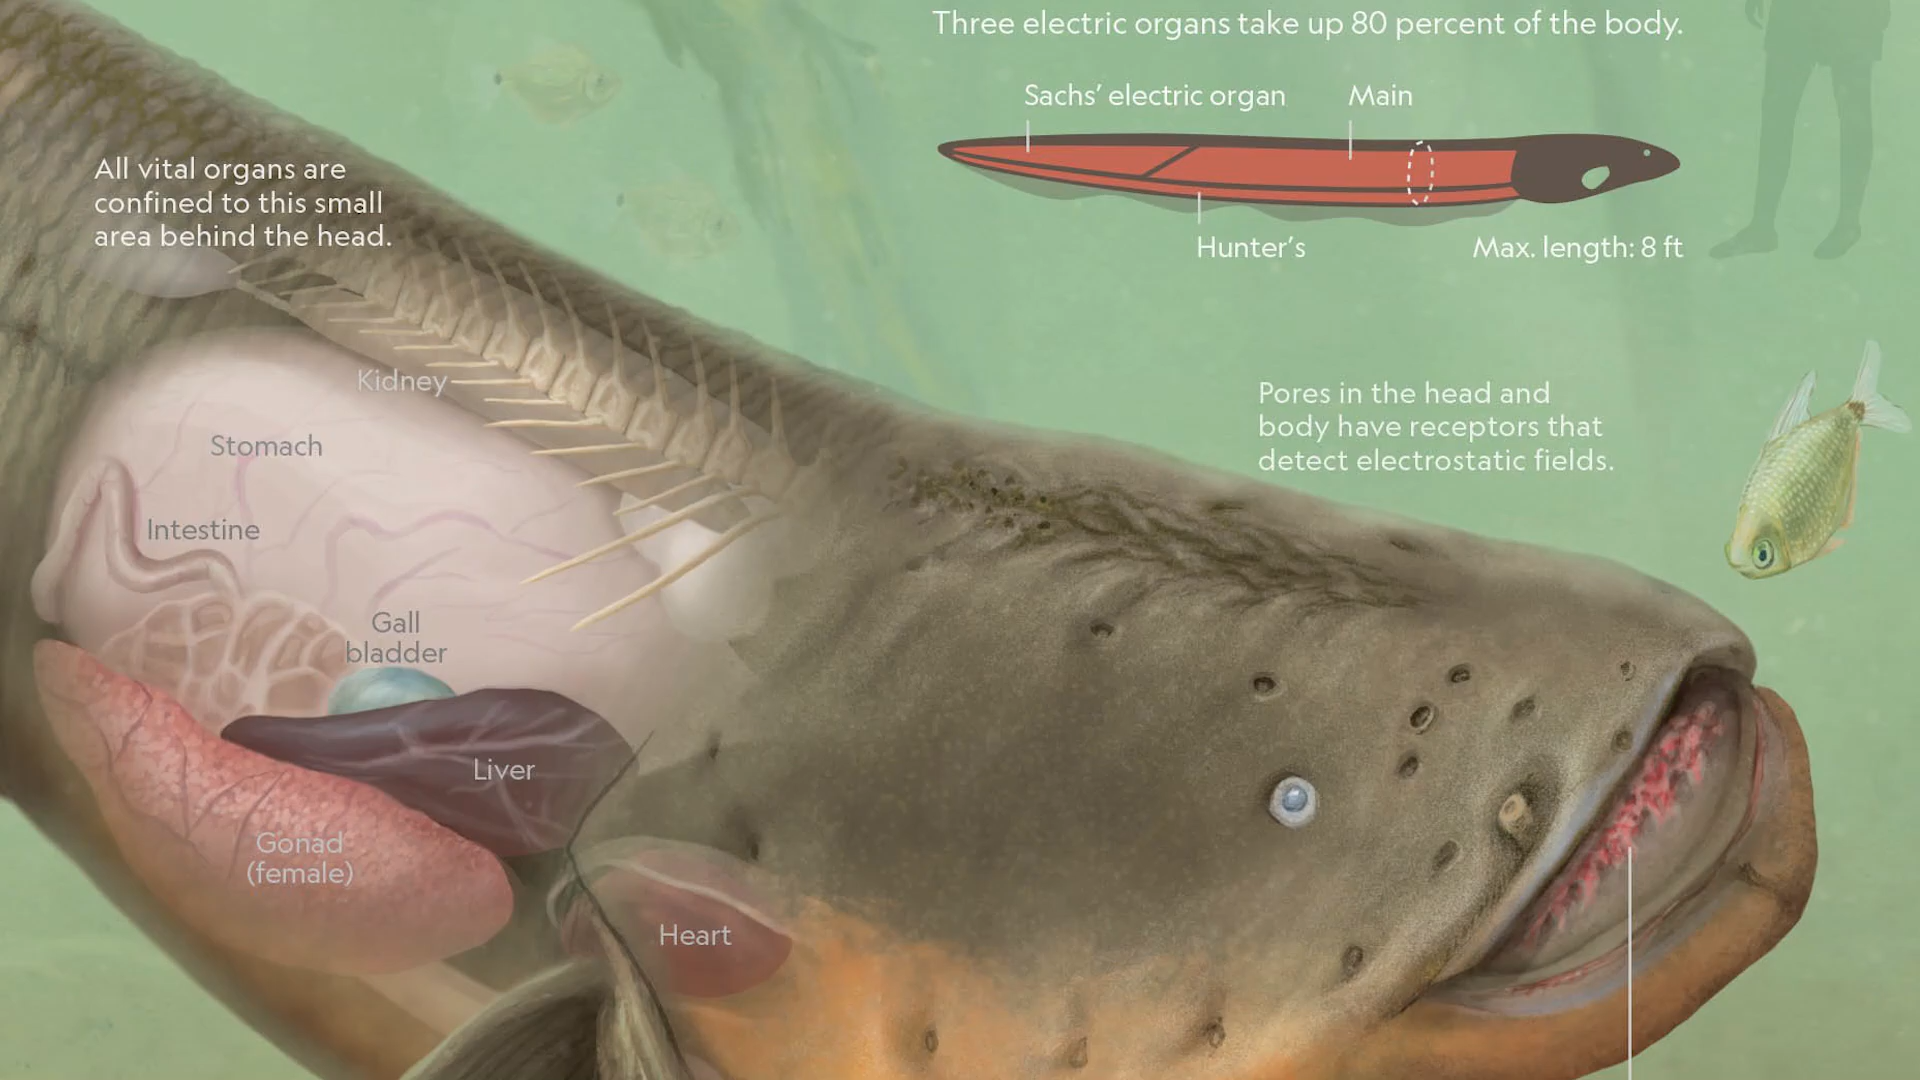 Three electric organs take up 80 percent of the body.
Sachs’ electric organ
Main
Hunter’s
Max. length: 8 ft
All vital organs are
confined to this small
area behind the head.
Pores in the head and
body have receptors that
detect electrostatic fields.
Kidney
Stomach
Intestine
Gall
bladder
Liver
Gonad
(female)
Heart